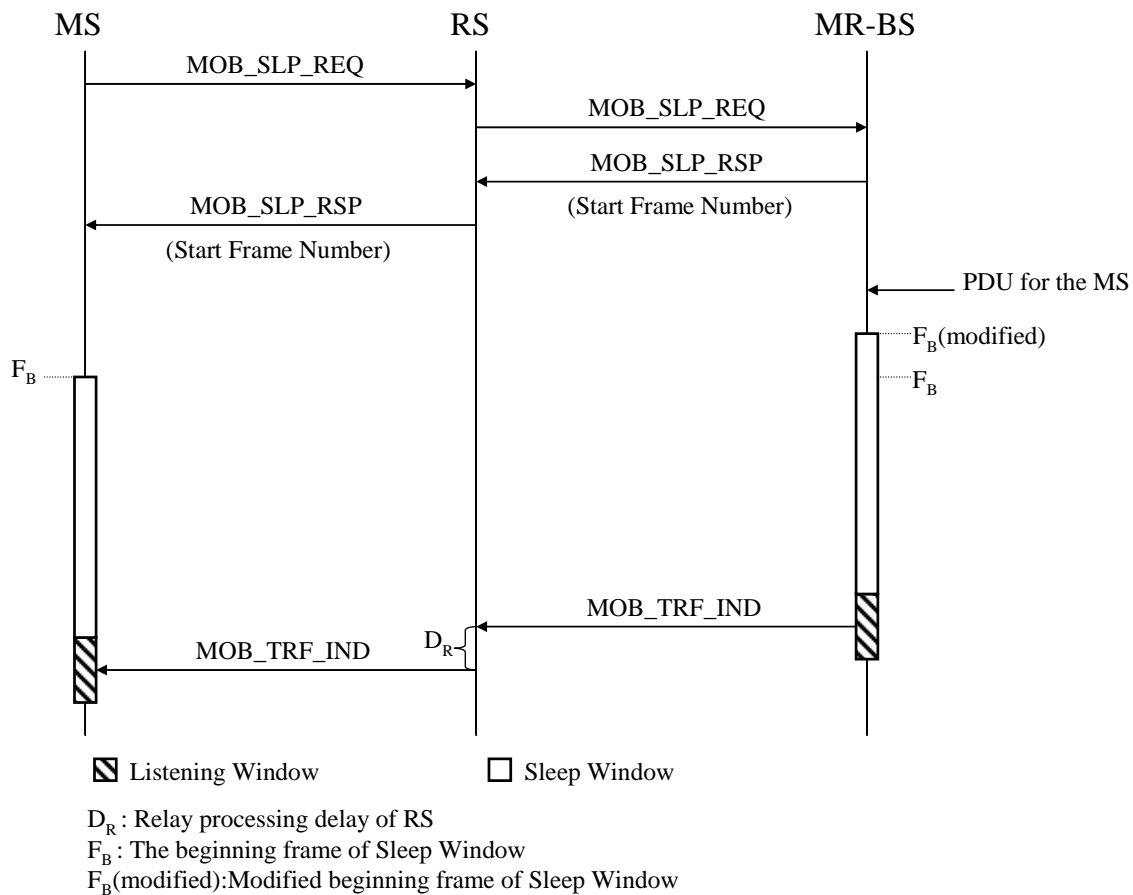 MS RS MR-BS
MOB_SLP_REQ
MOB_SLP_REQ
MOB_SLP_RSP
MOB_SLP_RSP
(Start Frame Number)
(Start Frame Number)
PDU for the MS
F_B(modified)
F_B
F_B
MOB_TRF_IND
D_R
MOB_TRF_IND
Listening Window
Sleep Window
D_R : Relay processing delay of RS
F_B : The beginning frame of Sleep Window
F_B(modified):Modified beginning frame of Sleep Window